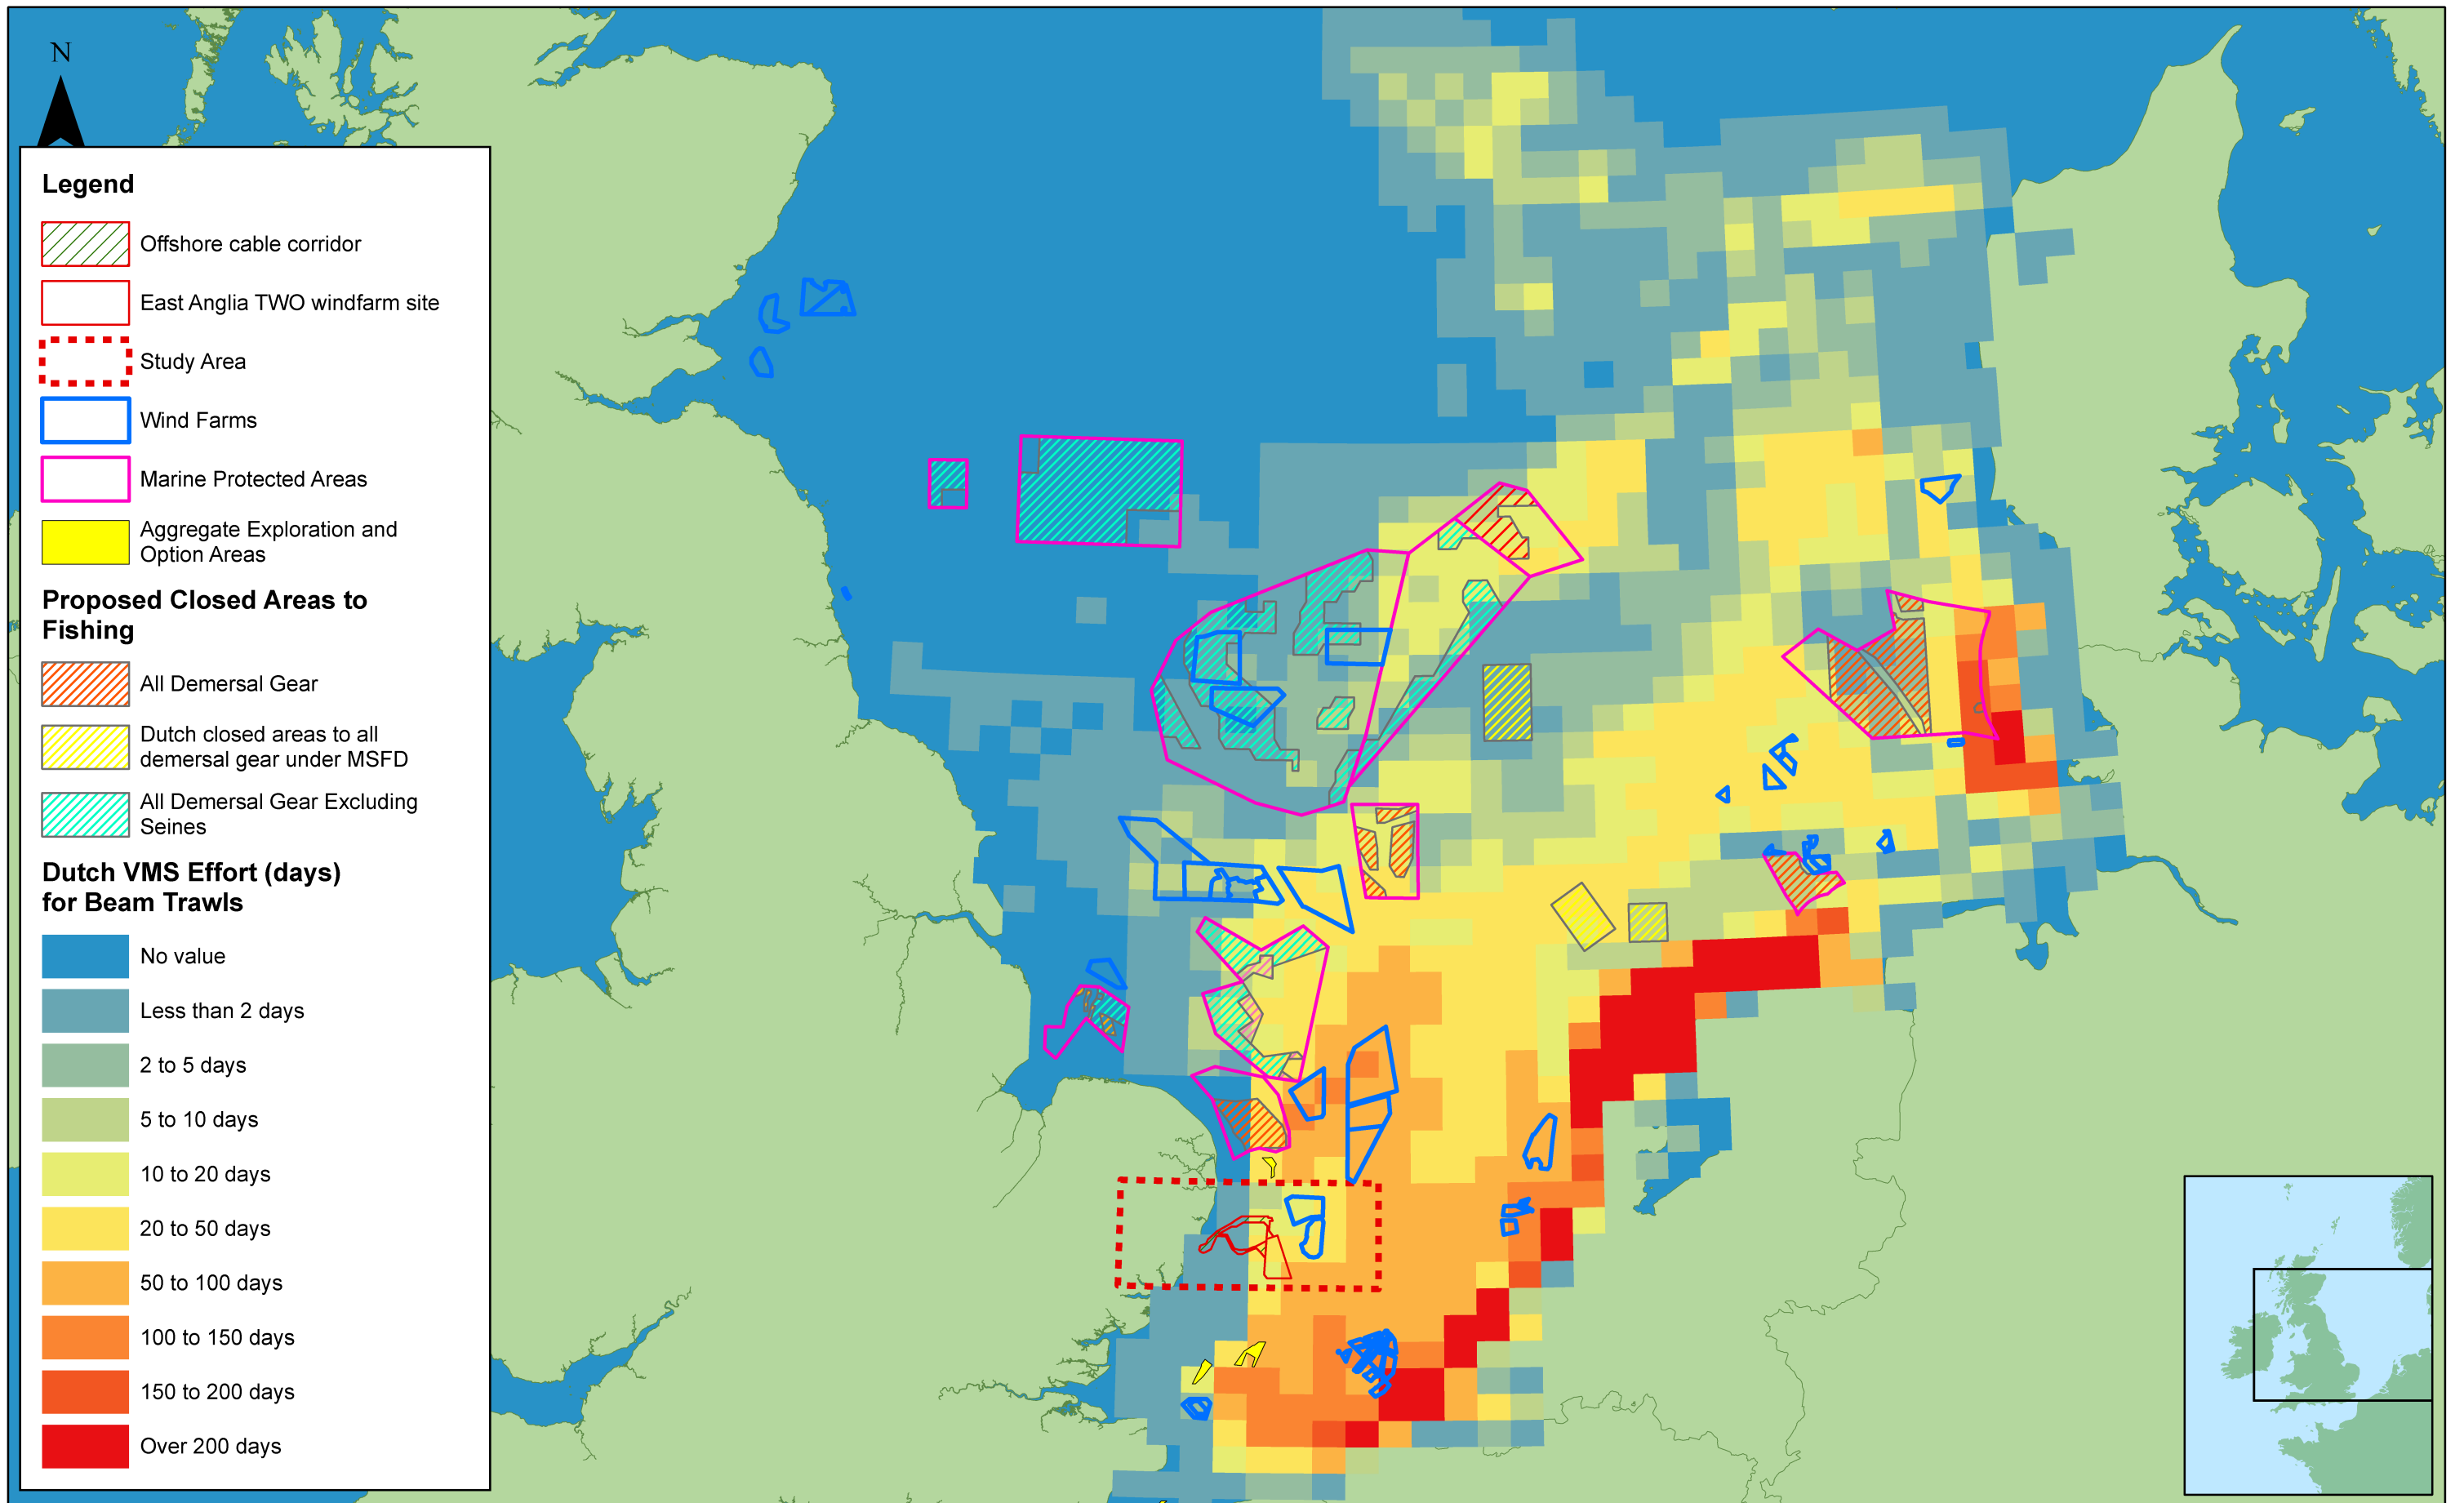 N
Legend
Offshore cable corridor
East Anglia TWO windfarm site
Study Area
Wind Farms
Marine Protected Areas
Aggregate Exploration and
Option Areas
Proposed Closed Areas to
Fishing
All Demersal Gear
Dutch closed areas to all
demersal gear under MSFD
All Demersal Gear Excluding
Seines
Dutch VMS Effort (days)
for Beam Trawls
No value
Less than 2 days
2 to 5 days
5 to 10 days
10 to 20 days
20 to 50 days
50 to 100 days
100 to 150 days
150 to 200 days
Over 200 days